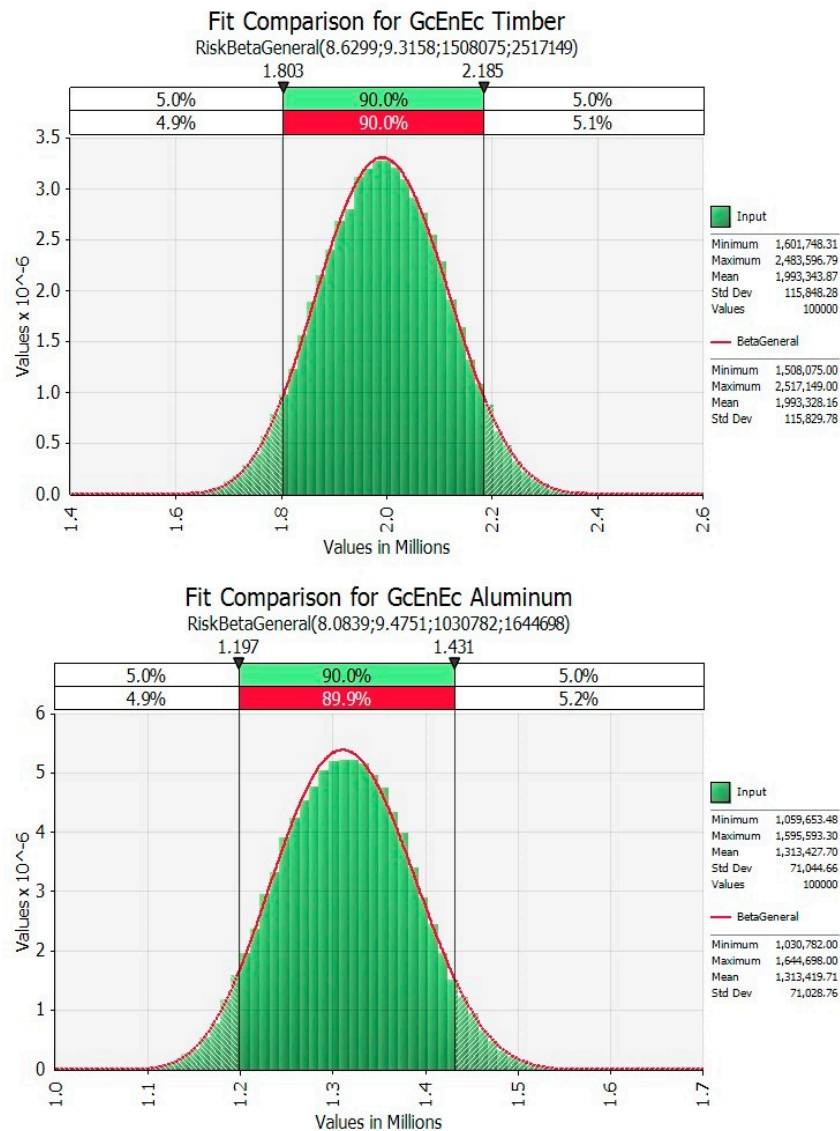 Fit Comparison for GcEnEc Timber
RiskBetaGeneral(8.6299;9.3158;1508075;2517149)
1.803 2.185
5.0% 90.0% 5.0%
4.9% 90.0% 5.1%
3.5
3.0
2.5
2.0
1.5
1.0
0.5
0.0
Values x 10^-6
1.4 1.6 1.8 2.0 2.2 2.4 2.6
Values in Millions
Input
Minimum 1,601,748.31
Maximum 2,483,596.79
Mean 1,993,343.87
Std Dev 115,848.28
Values 100000
BetaGeneral
Minimum 1,508,075.00
Maximum 2,517,149.00
Mean 1,993,328.16
Std Dev 115,829.78
Fit Comparison for GcEnEc Aluminum
RiskBetaGeneral(8.0839;9.4751;1030782;1644698)
1.197 1.431
5.0% 90.0% 5.0%
4.9% 89.9% 5.2%
6
5
4
3
2
1
0
Values x 10^-6
1.0 1.1 1.2 1.3 1.4 1.5 1.6 1.7
Values in Millions
Input
Minimum 1,059,653.48
Maximum 1,595,593.30
Mean 1,313,427.70
Std Dev 71,044.66
Values 100000
BetaGeneral
Minimum 1,030,782.00
Maximum 1,644,698.00
Mean 1,313,419.71
Std Dev 71,028.76